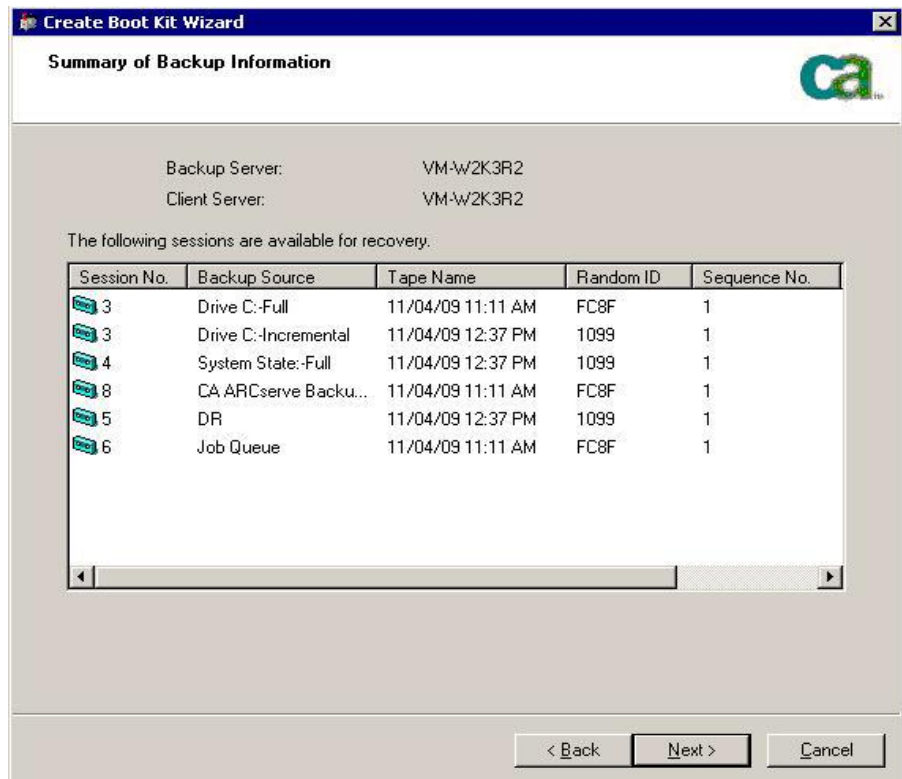 Create Boot Kit Wizard
Summary of Backup Information
ca
Backup Server: VM-W2K3R2
Client Server: VM-W2K3R2
The following sessions are available for recovery.
Session No. Backup Source Tape Name Random ID Sequence No.
3 Drive C:-Full 11/04/09 11:11 AM FC8F 1
3 Drive C:-Incremental 11/04/09 12:37 PM 1099 1
4 System State:-Full 11/04/09 12:37 PM 1099 1
8 CA ARCserve Backu... 11/04/09 11:11 AM FC8F 1
5 DR 11/04/09 12:37 PM 1099 1
6 Job Queue 11/04/09 11:11 AM FC8F 1
< Back Next > Cancel